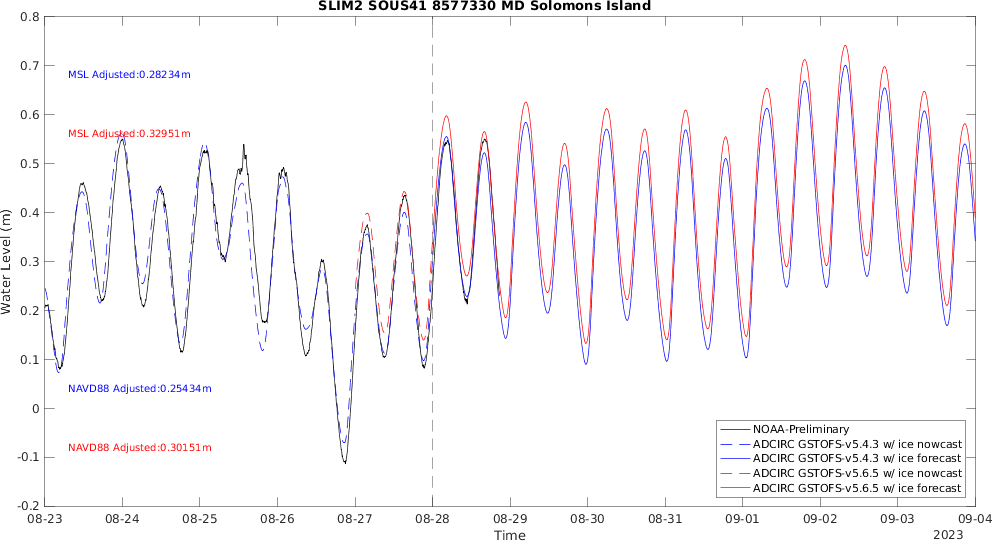 SLIM2 SOUS41 8577330 MD Solomons Island
0.8
0.7
0.6
0.5
0.4
0.3
0.2
0.1
0
-0.1
-0.2
Water Level (m)
MSL Adjusted:0.28234m
MSL Adjusted:0.32951m
NAVD88 Adjusted:0.25434m
NAVD88 Adjusted:0.30151m
NOAA-Preliminary
ADCIRC GSTOFS-v5.4.3 w/ ice nowcast
ADCIRC GSTOFS-v5.4.3 w/ ice forecast
ADCIRC GSTOFS-v5.6.5 w/ ice nowcast
ADCIRC GSTOFS-v5.6.5 w/ ice forecast
08-23 08-24 08-25 08-26 08-27 08-28 08-29 08-30 08-31 09-01 09-02 09-03 09-04
Time
2023